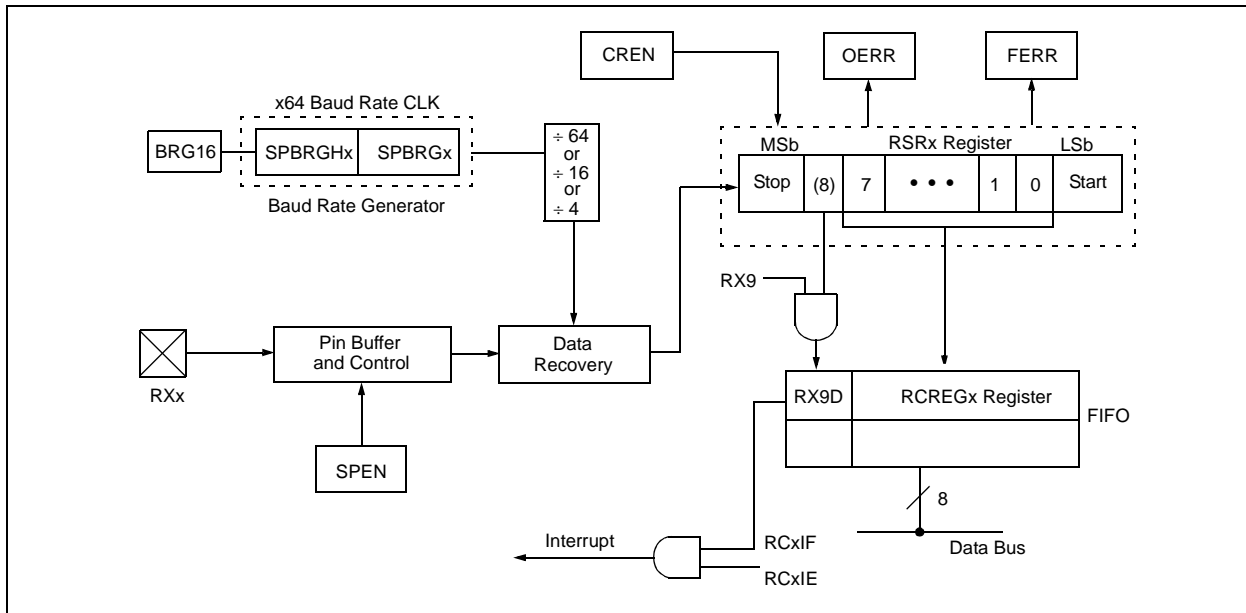 CREN
OERR
FERR
x64 Baud Rate CLK
BRG16
SPBRGHx
SPBRGx
Baud Rate Generator
÷ 64
or
÷ 16
or
÷ 4
MSb
RSRx Register
LSb
Stop
(8)
7
• • •
1
0
Start
RX9
RXx
Pin Buffer
and Control
Data
Recovery
SPEN
RX9D
RCREGx Register
FIFO
8
Data Bus
Interrupt
RCxIF
RCxIE